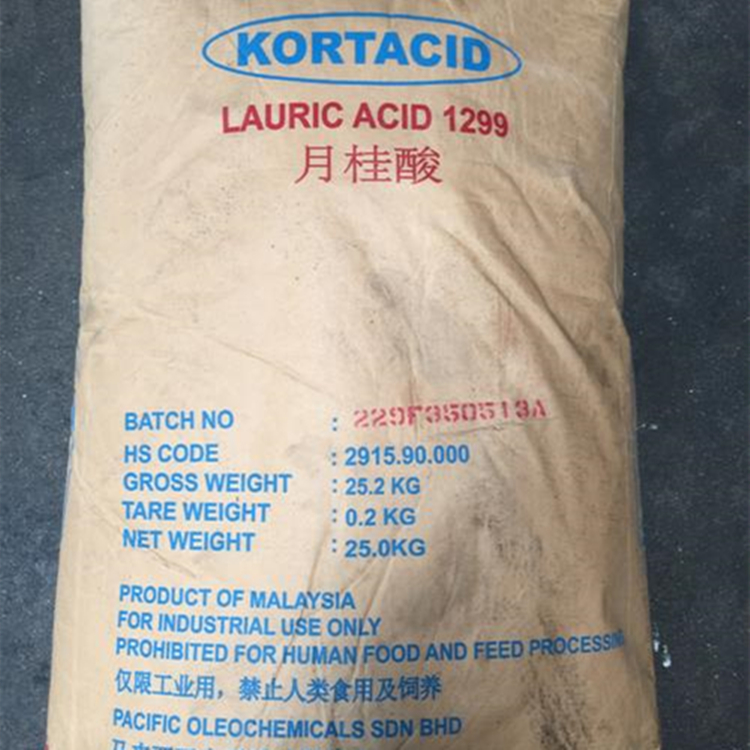 KORTACID
LAURIC ACID 1299
月桂酸
BATCH NO : 229F350513A
HS CODE : 2915.90.000
GROSS WEIGHT : 25.2 KG
TARE WEIGHT : 0.2 KG
NET WEIGHT : 25.0KG
PRODUCT OF MALAYSIA
FOR INDUSTRIAL USE ONLY
PROHIBITED FOR HUMAN FOOD AND FEED PROCESSING
仅限工业用，禁止人类食用及饲养
PACIFIC OLEOCHEMICALS SDN BHD